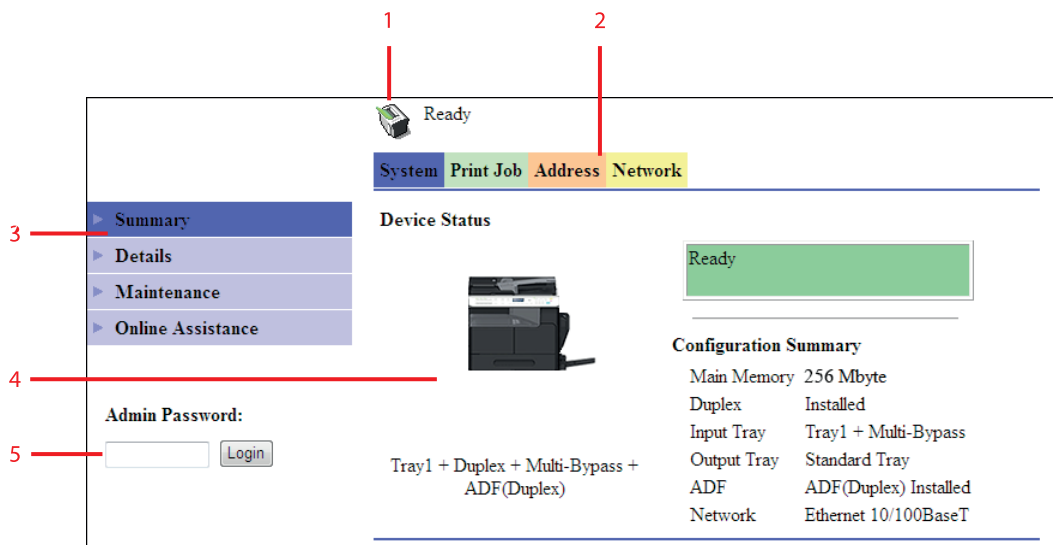 1
2
Ready
System Print Job Address Network
3
Summary
Details
Maintenance
Online Assistance
Device Status
Ready
4
Configuration Summary
Main Memory 256 Mbyte
Duplex Installed
Input Tray Tray1 + Multi-Bypass
Output Tray Standard Tray
ADF ADF(Duplex) Installed
Network Ethernet 10/100BaseT
Admin Password:
5
Login
Tray1 + Duplex + Multi-Bypass +
ADF(Duplex)